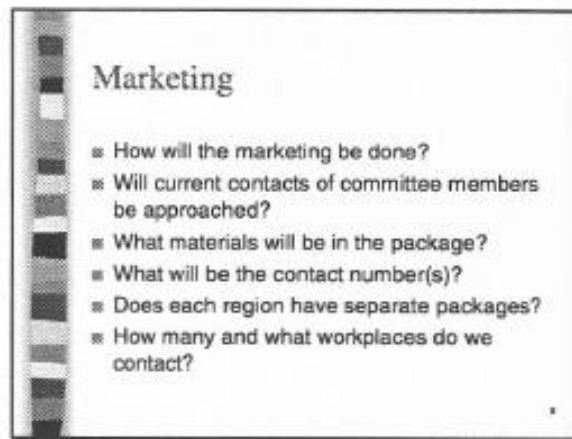 Marketing
How will the marketing be done?
Will current contacts of committee members
be approached?
What materials will be in the package?
What will be the contact number(s)?
Does each region have separate packages?
How many and what workplaces do we
contact?